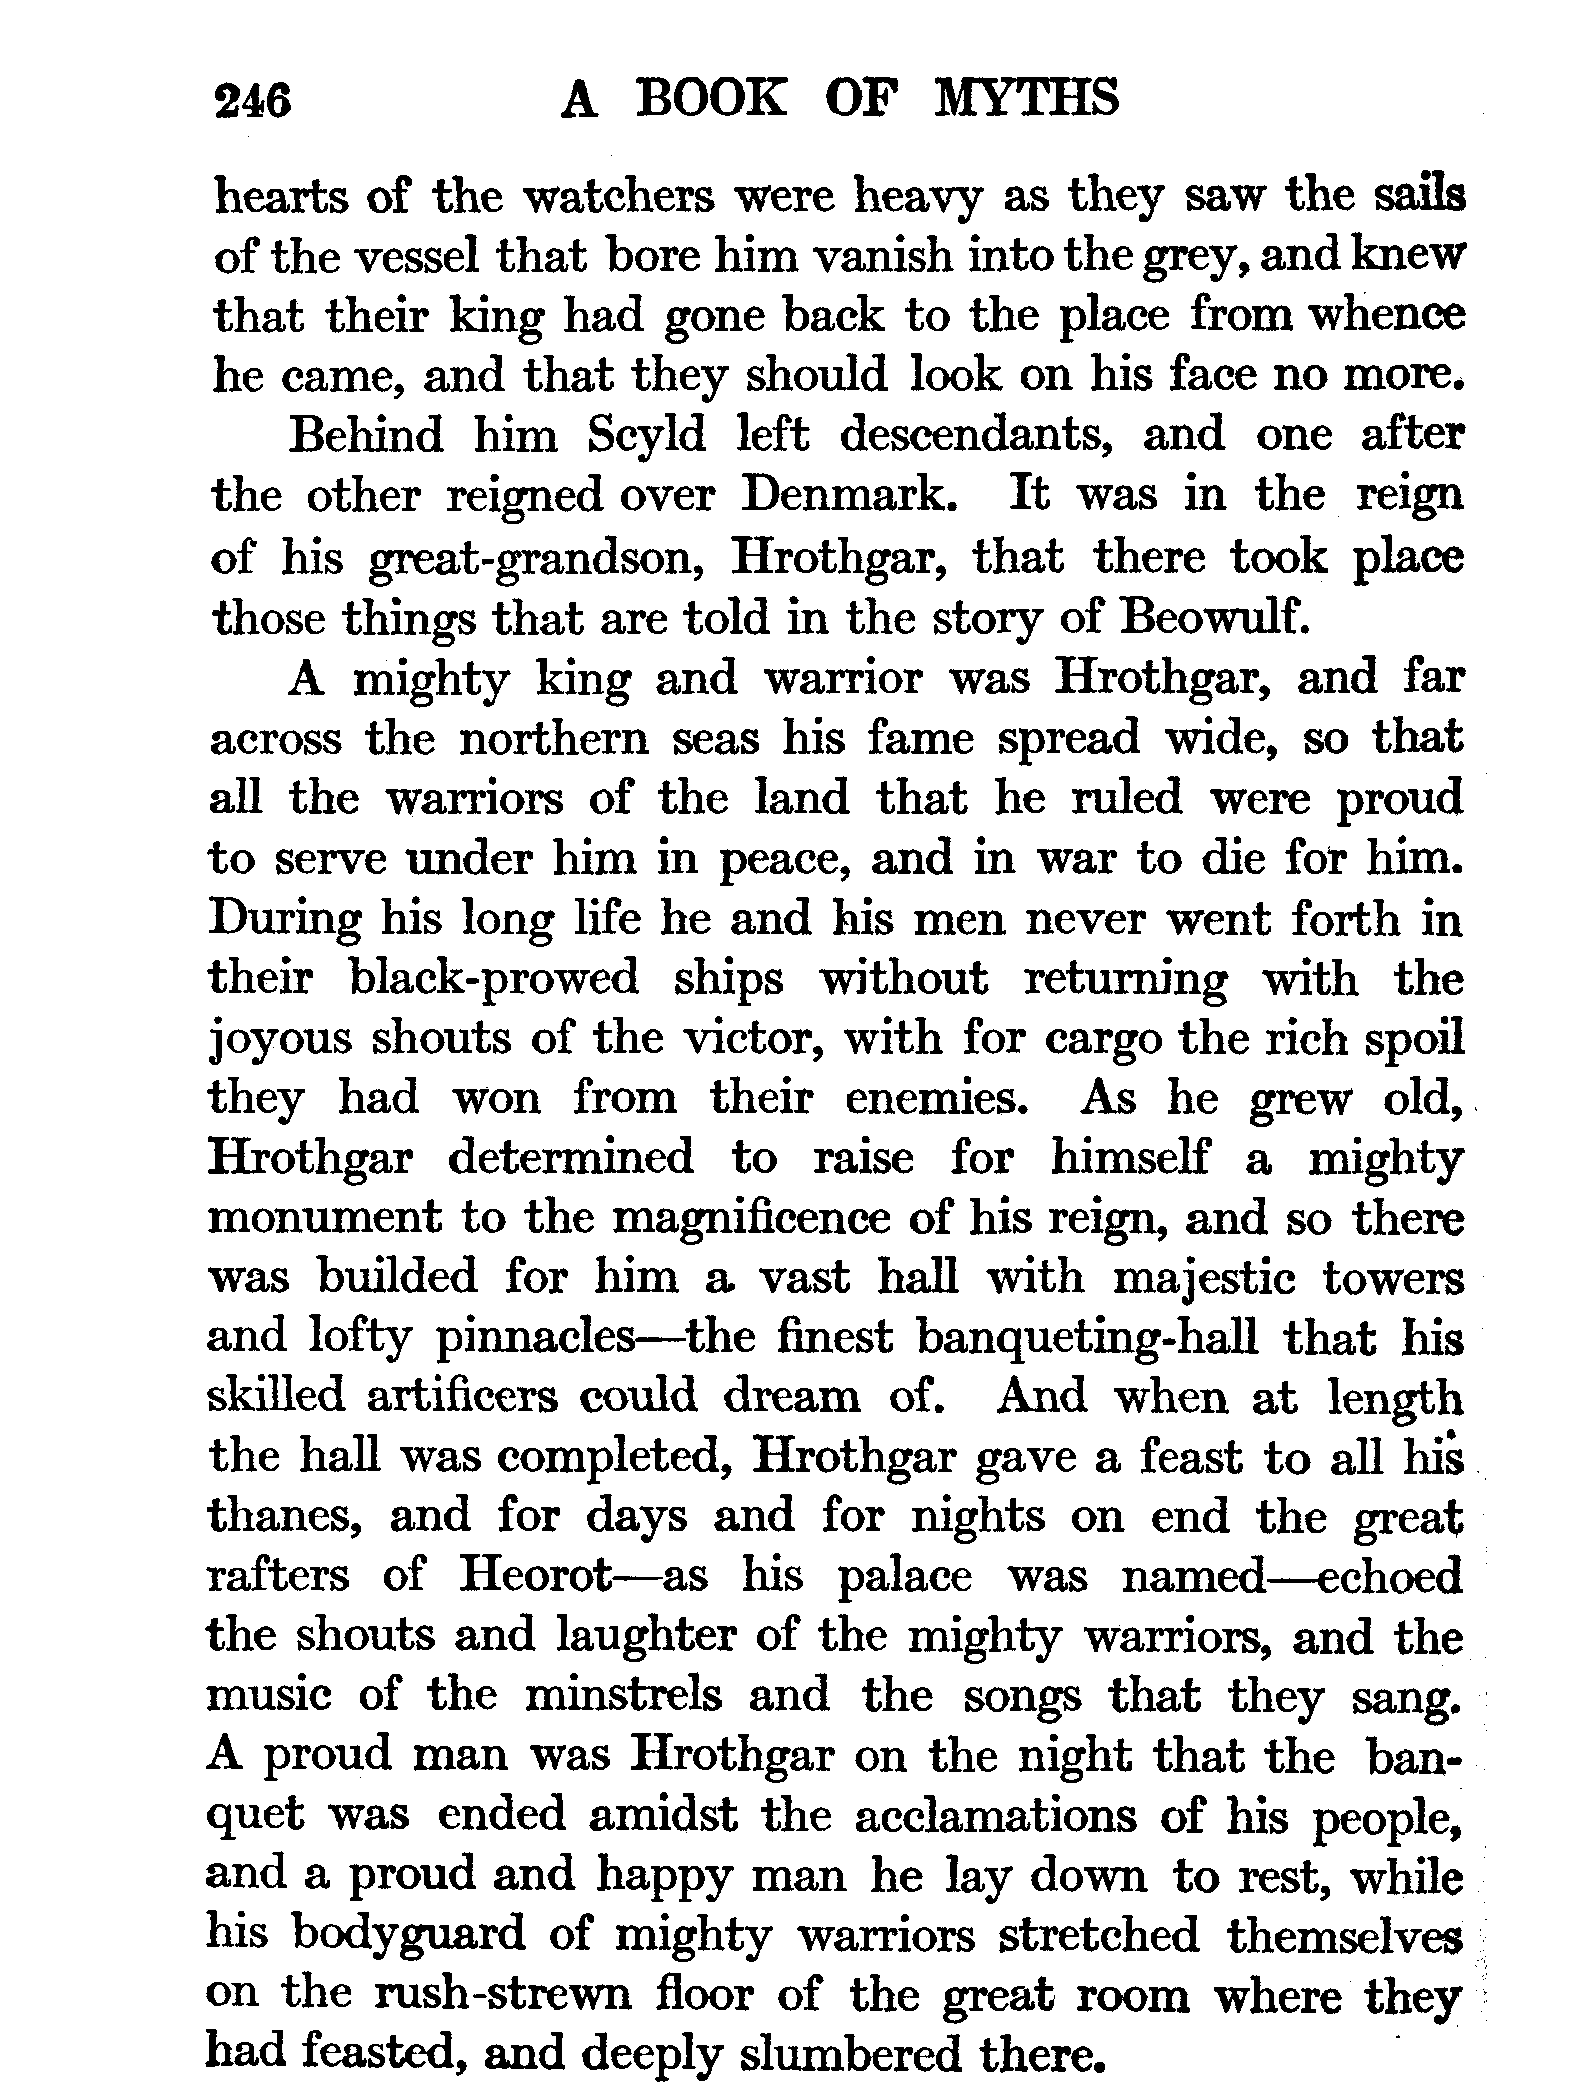 246 A BOOK OF MYTHS
hearts of the watchers were heavy as they saw the sails
of the vessel that bore him vanish into the grey, and knew
that their king had gone back to the place from whence
he came, and that they should look on his face no more.
Behind him Scyld left descendants, and one after
the other reigned over Denmark. It was in the reign
of his great-grandson, Hrothgar, that there took place
those things that are told in the story of Beowulf.
A mighty king and warrior was Hrothgar, and far
across the northern seas his fame spread wide, so that
all the warriors of the land that he ruled were proud
to serve under him in peace, and in war to die for him.
During his long life he and his men never went forth in
their black-prowed ships without returning with the
joyous shouts of the victor, with for cargo the rich spoil
they had won from their enemies. As he grew old,
Hrothgar determined to raise for himself a mighty
monument to the magnificence of his reign, and so there
was builded for him a vast hall with majestic towers
and lofty pinnacles—the finest banqueting-hall that his
skilled artificers could dream of. And when at length
the hall was completed, Hrothgar gave a feast to all his
thanes, and for days and for nights on end the great
rafters of Heorot—as his palace was named—echoed
the shouts and laughter of the mighty warriors, and the
music of the minstrels and the songs that they sang.
A proud man was Hrothgar on the night that the ban-
quet was ended amidst the acclamations of his people,
and a proud and happy man he lay down to rest, while
his bodyguard of mighty warriors stretched themselves
on the rush-strewn floor of the great room where they
had feasted, and deeply slumbered there.